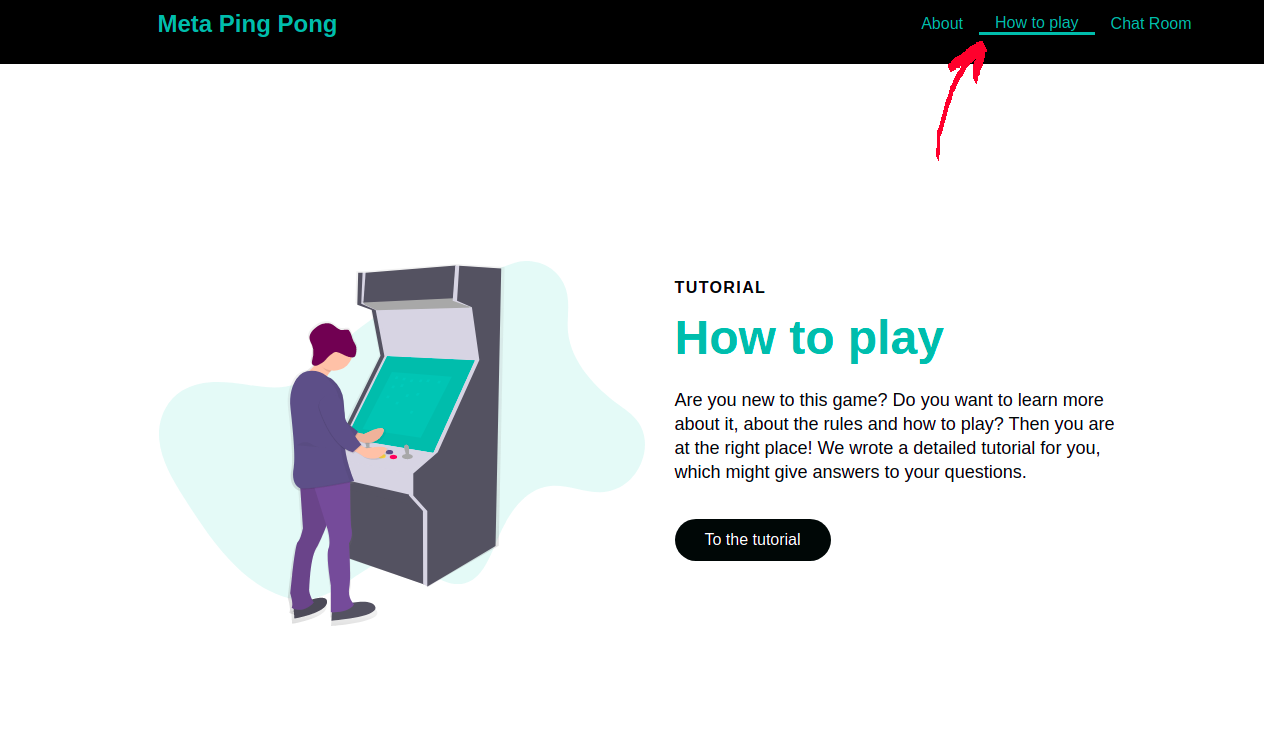 Meta Ping Pong
About
How to play
Chat Room
TUTORIAL
How to play
Are you new to this game? Do you want to learn more
about it, about the rules and how to play? Then you are
at the right place! We wrote a detailed tutorial for you,
which might give answers to your questions.
To the tutorial